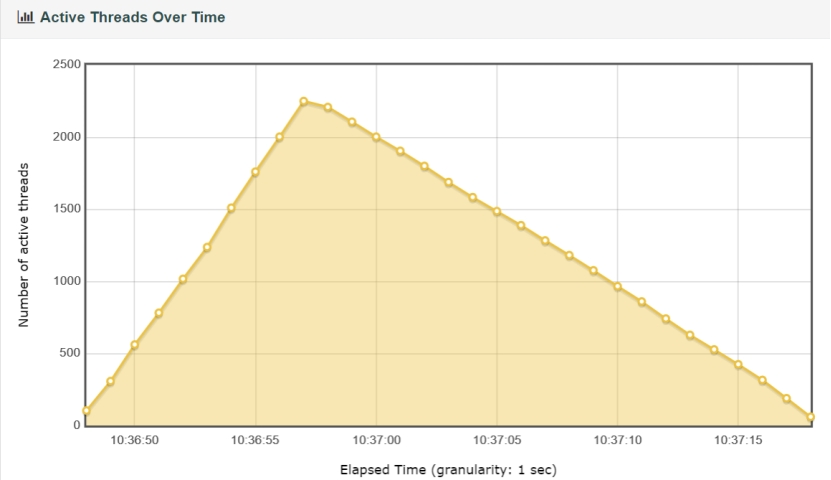 Active Threads Over Time
2500
2000
1500
1000
500
0
Number of active threads
10:36:50 10:36:55 10:37:00 10:37:05 10:37:10 10:37:15
Elapsed Time (granularity: 1 sec)